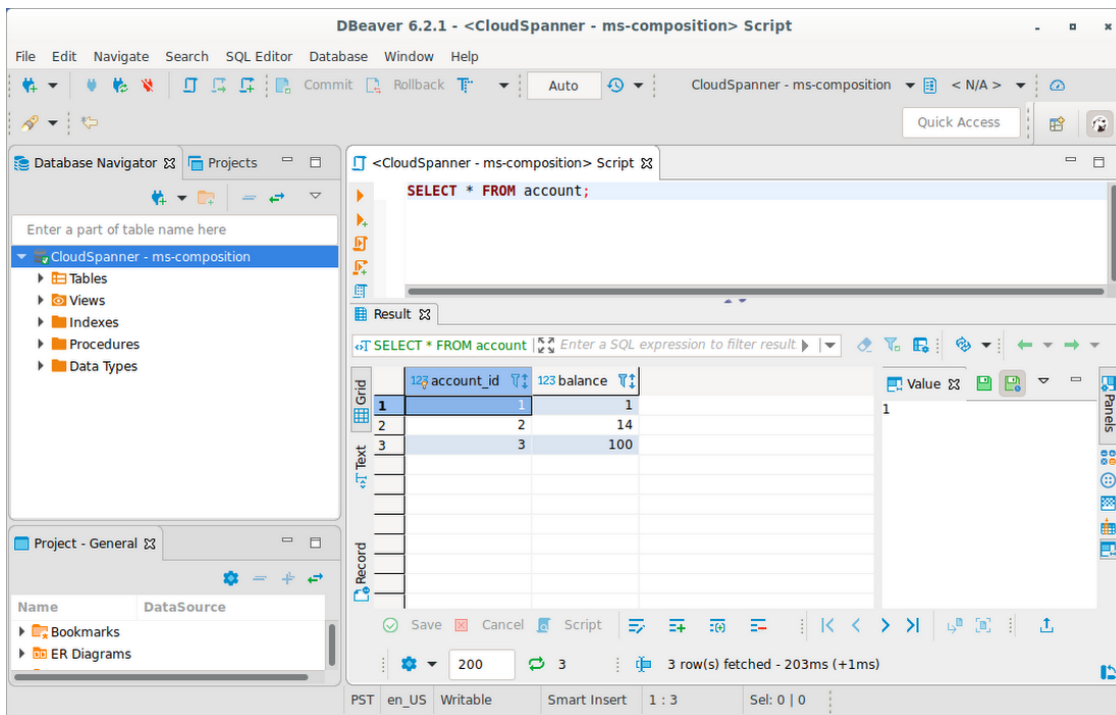 DBeaver 6.2.1 - <CloudSpanner - ms-composition> Script
File Edit Navigate Search SQL Editor Database Window Help
Commit Rollback Auto CloudSpanner - ms-composition < N/A >
Quick Access
Database Navigator Projects
Enter a part of table name here
CloudSpanner - ms-composition
Tables
Views
Indexes
Procedures
Data Types
Project - General
Name DataSource
Bookmarks
ER Diagrams
<CloudSpanner - ms-composition> Script
SELECT * FROM account;
Result
SELECT * FROM account Enter a SQL expression to filter result
Grid
Text
Record
123 account_id 123 balance
1 1 1
2 2 14
3 3 100
Value
1
Panels
Save Cancel Script
200 3 3 row(s) fetched - 203ms (+1ms)
PST en_US Writable Smart Insert 1 : 3 Sel: 0 | 0